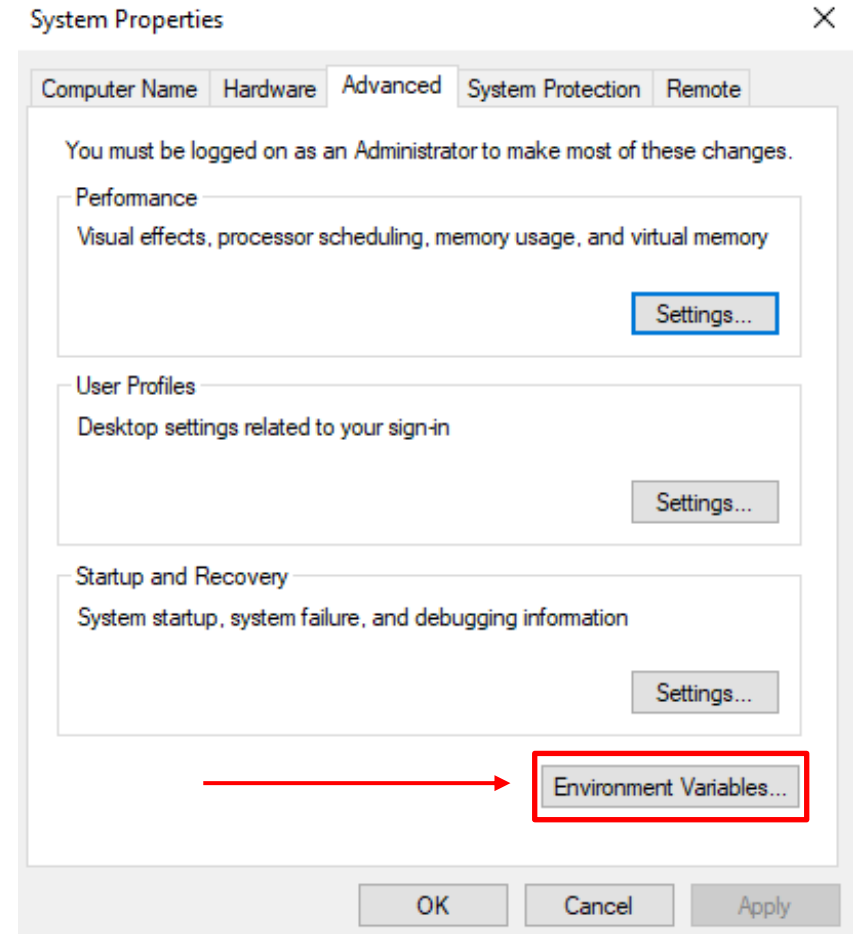 System Properties
Computer Name Hardware Advanced System Protection Remote
You must be logged on as an Administrator to make most of these changes.
Performance
Visual effects, processor scheduling, memory usage, and virtual memory
Settings...
User Profiles
Desktop settings related to your sign-in
Settings...
Startup and Recovery
System startup, system failure, and debugging information
Settings...
Environment Variables...
OK Cancel Apply